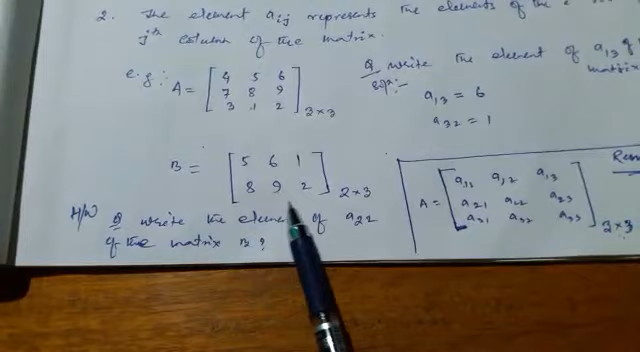 2. The element aij represents the elements of the i
jth column of the matrix.
e.g:- A = [ 4 5 6
7 8 9
3 1 2 ] 3×3
Q write the element of a13 of
matrix
solⁿ:-
a13 = 6
a32 = 1
B = [ 5 6 1
8 9 2 ] 2×3
H/W Q write the element of a22
of the matrix B?
A = [ a11 a12 a13
a21 a22 a23
a31 a32 a33 ] 3×3